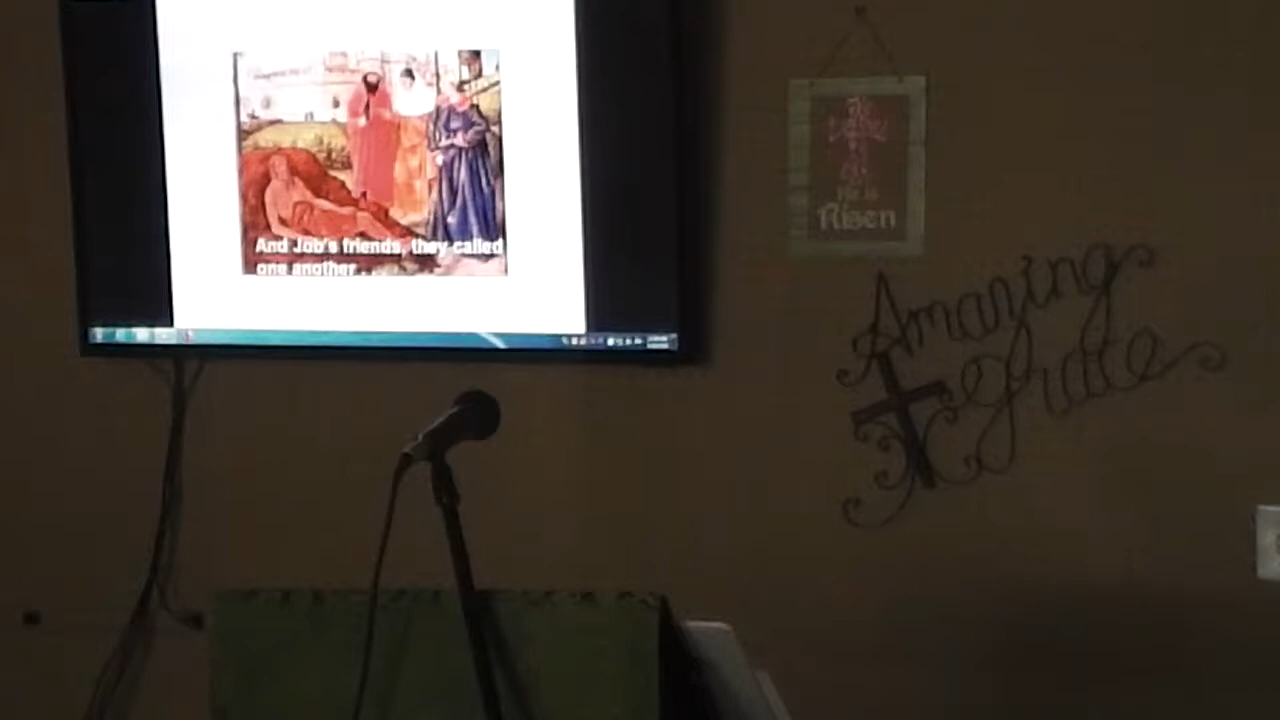 And Job's friends, they called
one another . . .
He is
Risen
Amazing
grace